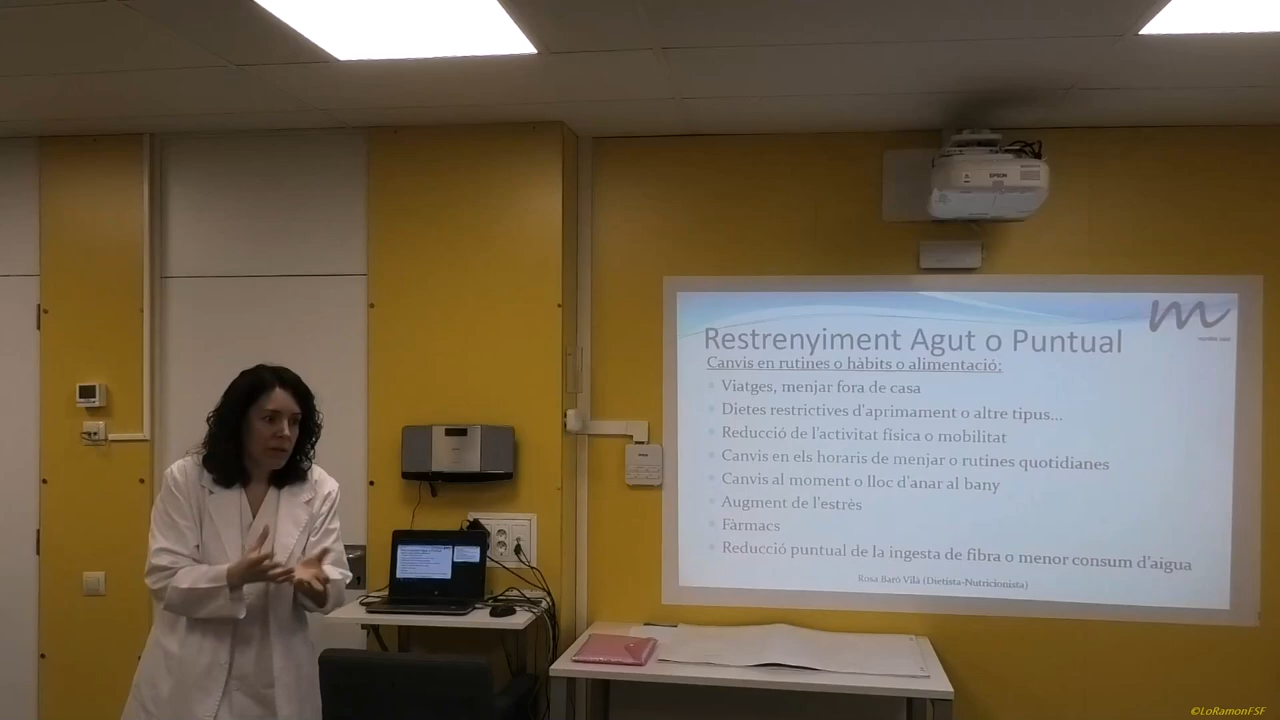 EPSON
m
Restrenyiment Agut o Puntual
Canvis en rutines o hàbits o alimentació:
Viatges, menjar fora de casa
Dietes restrictives d'aprimament o altre tipus...
Reducció de l'activitat física o mobilitat
Canvis en els horaris de menjar o rutines quotidianes
Canvis al moment o lloc d'anar al bany
Augment de l'estrès
Fàrmacs
Reducció puntual de la ingesta de fibra o menor consum d'aigua
Rosa Baró Vilà (Dietista-Nutricionista)
©LoRamonFSF